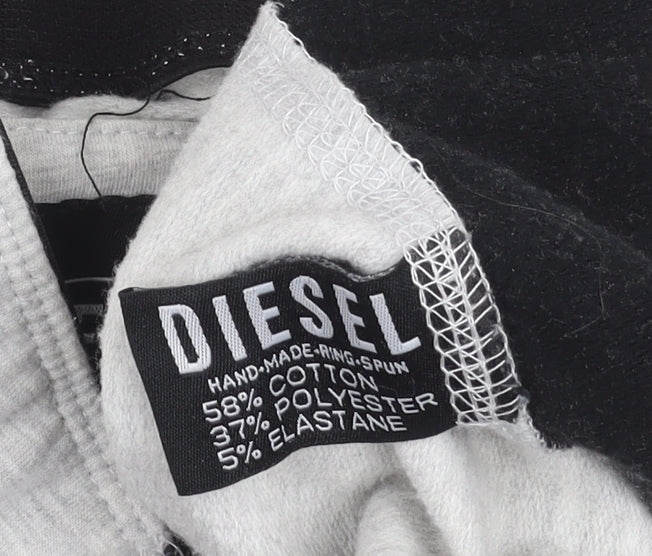 DIESEL
HAND•MADE•RING•SPUN
58% COTTON
37% POLYESTER
5% ELASTANE